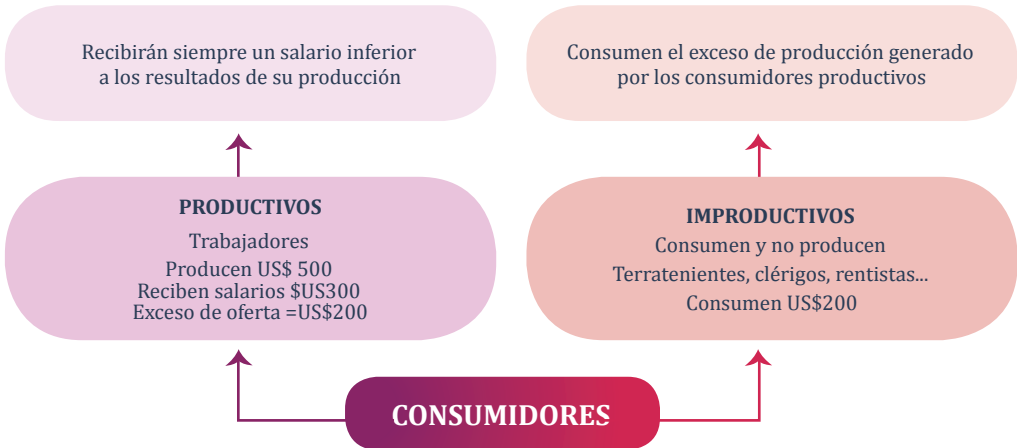 Recibirán siempre un salario inferior
a los resultados de su producción
Consumen el exceso de producción generado
por los consumidores productivos
PRODUCTIVOS
Trabajadores
Producen US$ 500
Reciben salarios $US300
Exceso de oferta =US$200
IMPRODUCTIVOS
Consumen y no producen
Terratenientes, clérigos, rentistas...
Consumen US$200
CONSUMIDORES